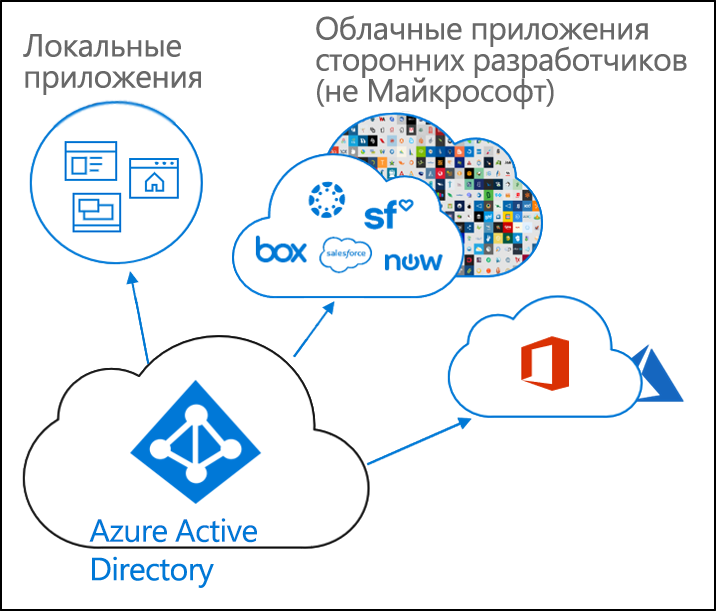 Локальные
приложения
Облачные приложения
сторонних разработчиков
(не Майкрософт)
sf
box
salesforce
now
Azure Active
Directory